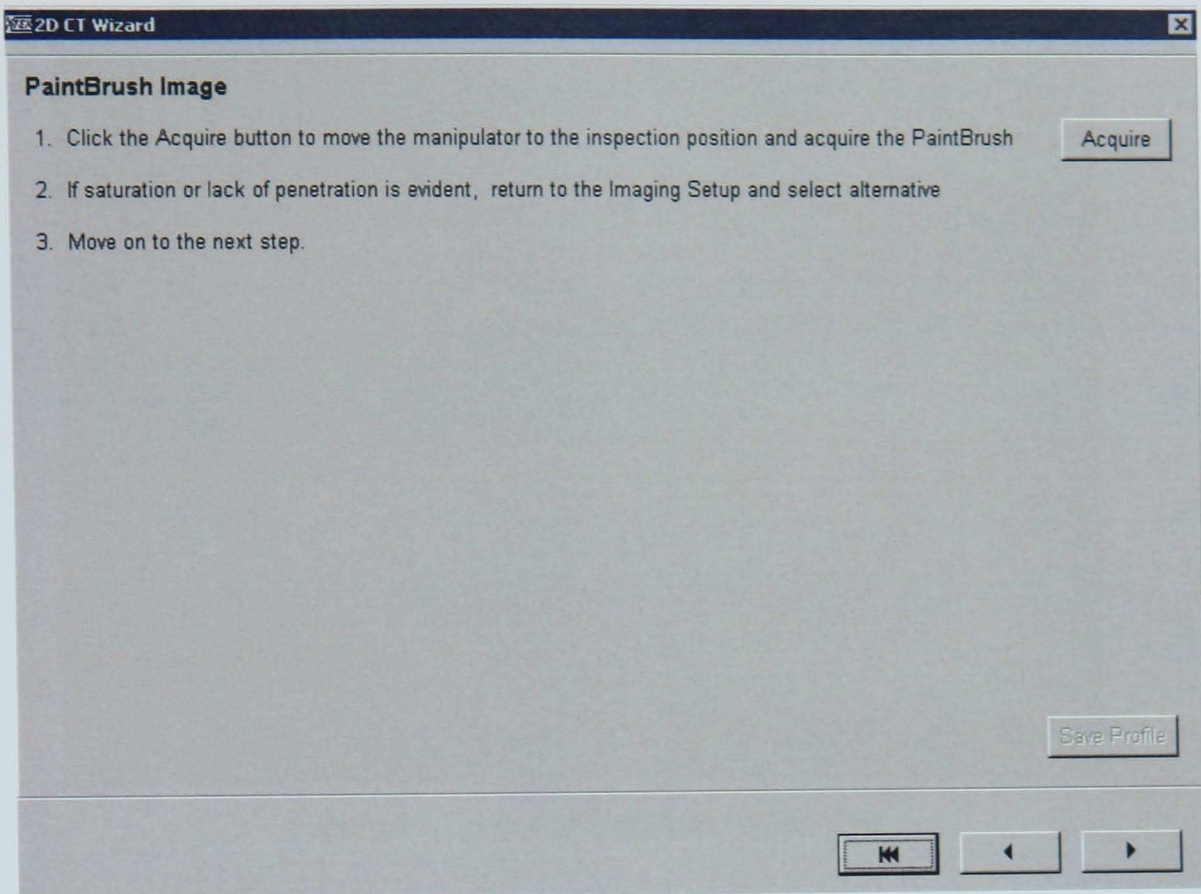 2D CT Wizard
PaintBrush Image
1. Click the Acquire button to move the manipulator to the inspection position and acquire the PaintBrush
Acquire
2. If saturation or lack of penetration is evident, return to the Imaging Setup and select alternative
3. Move on to the next step.
Save Profile